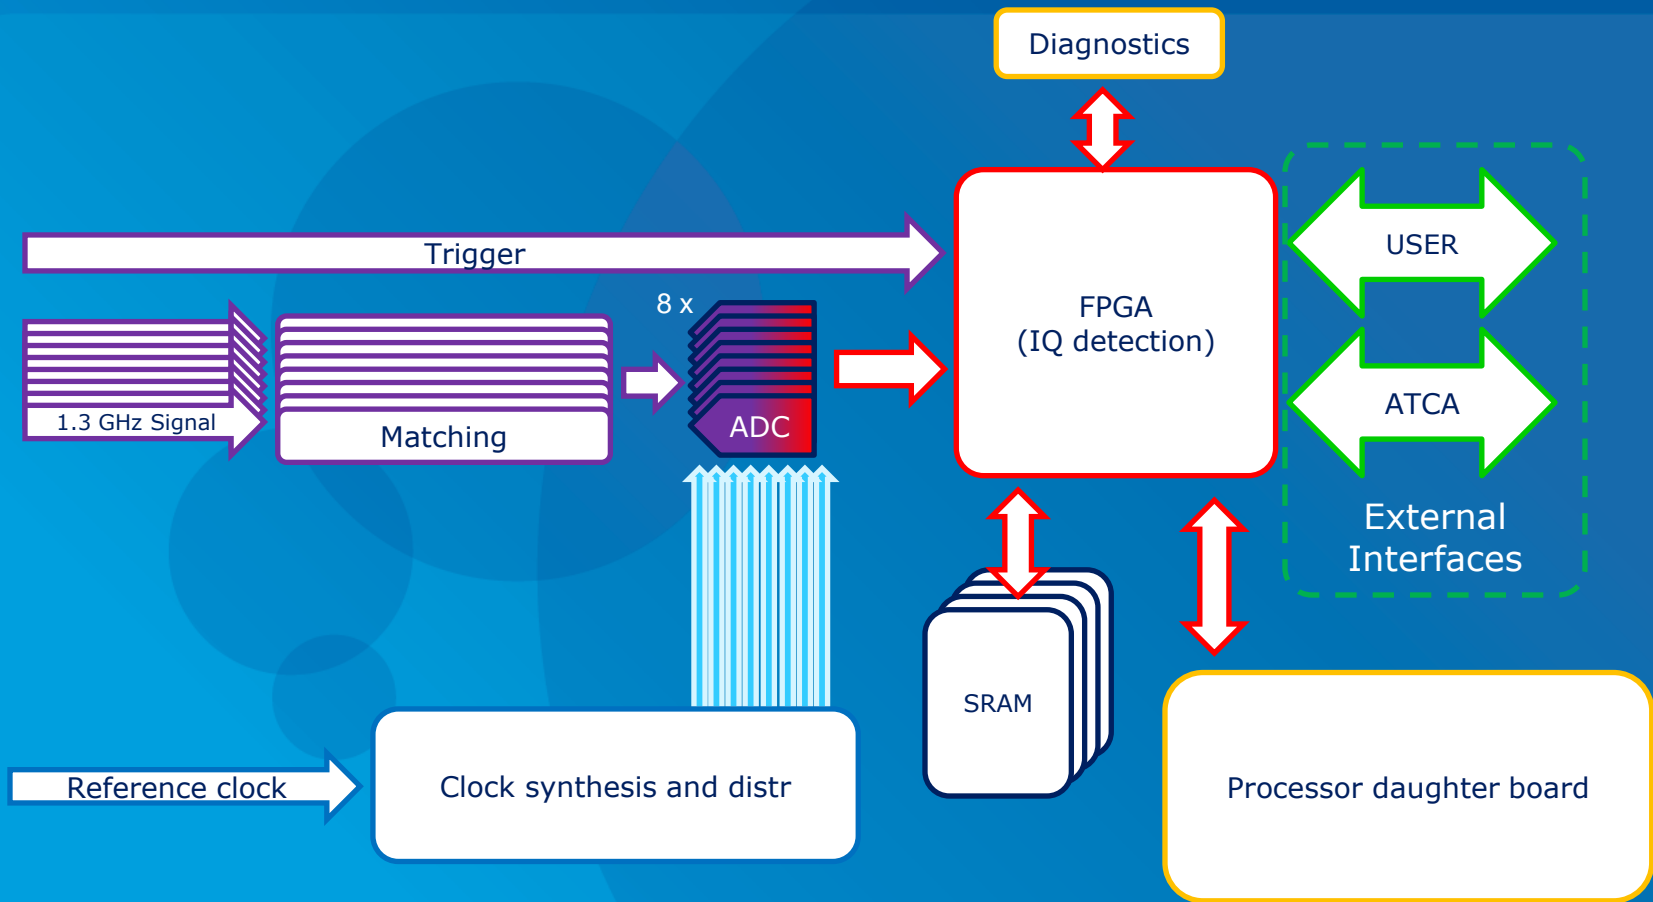 Diagnostics
Trigger
USER
8 x
FPGA
(IQ detection)
1.3 GHz Signal
Matching
ADC
ATCA
External
Interfaces
SRAM
Reference clock
Clock synthesis and distr
Processor daughter board